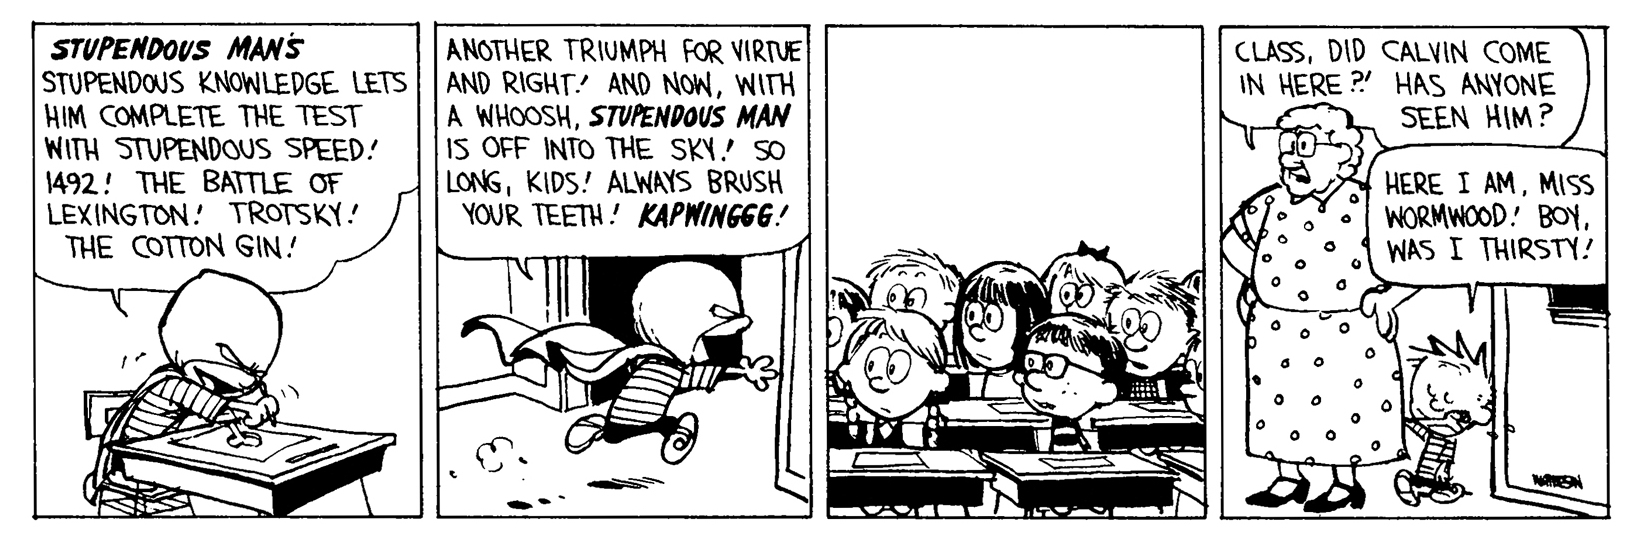 STUPENDOUS MAN'S
STUPENDOUS KNOWLEDGE LETS
HIM COMPLETE THE TEST
WITH STUPENDOUS SPEED!
1492! THE BATTLE OF
LEXINGTON! TROTSKY!
THE COTTON GIN!
ANOTHER TRIUMPH FOR VIRTUE
AND RIGHT! AND NOW, WITH
A WHOOSH, STUPENDOUS MAN
IS OFF INTO THE SKY! SO
LONG, KIDS! ALWAYS BRUSH
YOUR TEETH! KAPWINGGG!
CLASS, DID CALVIN COME
IN HERE?! HAS ANYONE
SEEN HIM?
HERE I AM, MISS
WORMWOOD! BOY,
WAS I THIRSTY!
WATTERSON